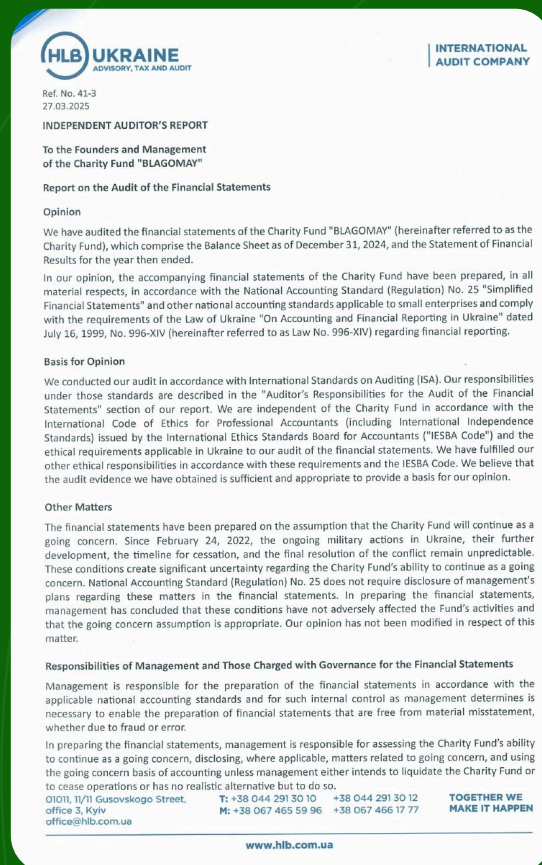 HLB UKRAINE
ADVISORY, TAX AND AUDIT
INTERNATIONAL
AUDIT COMPANY
Ref. No. 41-3
27.03.2025
INDEPENDENT AUDITOR'S REPORT
To the Founders and Management
of the Charity Fund "BLAGOMAY"
Report on the Audit of the Financial Statements
Opinion
We have audited the financial statements of the Charity Fund "BLAGOMAY" (hereinafter referred to as the
Charity Fund), which comprise the Balance Sheet as of December 31, 2024, and the Statement of Financial
Results for the year then ended.
In our opinion, the accompanying financial statements of the Charity Fund have been prepared, in all
material respects, in accordance with the National Accounting Standard (Regulation) No. 25 "Simplified
Financial Statements" and other national accounting standards applicable to small enterprises and comply
with the requirements of the Law of Ukraine "On Accounting and Financial Reporting in Ukraine" dated
July 16, 1999, No. 996-XIV (hereinafter referred to as Law No. 996-XIV) regarding financial reporting.
Basis for Opinion
We conducted our audit in accordance with International Standards on Auditing (ISA). Our responsibilities
under those standards are described in the "Auditor's Responsibilities for the Audit of the Financial
Statements" section of our report. We are independent of the Charity Fund in accordance with the
International Code of Ethics for Professional Accountants (including International Independence
Standards) issued by the International Ethics Standards Board for Accountants ("IESBA Code") and the
ethical requirements applicable in Ukraine to our audit of the financial statements. We have fulfilled our
other ethical responsibilities in accordance with these requirements and the IESBA Code. We believe that
the audit evidence we have obtained is sufficient and appropriate to provide a basis for our opinion.
Other Matters
The financial statements have been prepared on the assumption that the Charity Fund will continue as a
going concern. Since February 24, 2022, the ongoing military actions in Ukraine, their further
development, the timeline for cessation, and the final resolution of the conflict remain unpredictable.
These conditions create significant uncertainty regarding the Charity Fund's ability to continue as a going
concern. National Accounting Standard (Regulation) No. 25 does not require disclosure of management's
plans regarding these matters in the financial statements. In preparing the financial statements,
management has concluded that these conditions have not adversely affected the Fund's activities and
that the going concern assumption is appropriate. Our opinion has not been modified in respect of this
matter.
Responsibilities of Management and Those Charged with Governance for the Financial Statements
Management is responsible for the preparation of the financial statements in accordance with the
applicable national accounting standards and for such internal control as management determines is
necessary to enable the preparation of financial statements that are free from material misstatement,
whether due to fraud or error.
In preparing the financial statements, management is responsible for assessing the Charity Fund's ability
to continue as a going concern, disclosing, where applicable, matters related to going concern, and using
the going concern basis of accounting unless management either intends to liquidate the Charity Fund or
to cease operations or has no realistic alternative but to do so.
01011, 11/11 Gusovskogo Street,
office 3, Kyiv
office@hlb.com.ua
T: +38 044 291 30 10 +38 044 291 30 12
M: +38 067 465 59 96 +38 067 466 17 77
TOGETHER WE
MAKE IT HAPPEN
www.hlb.com.ua